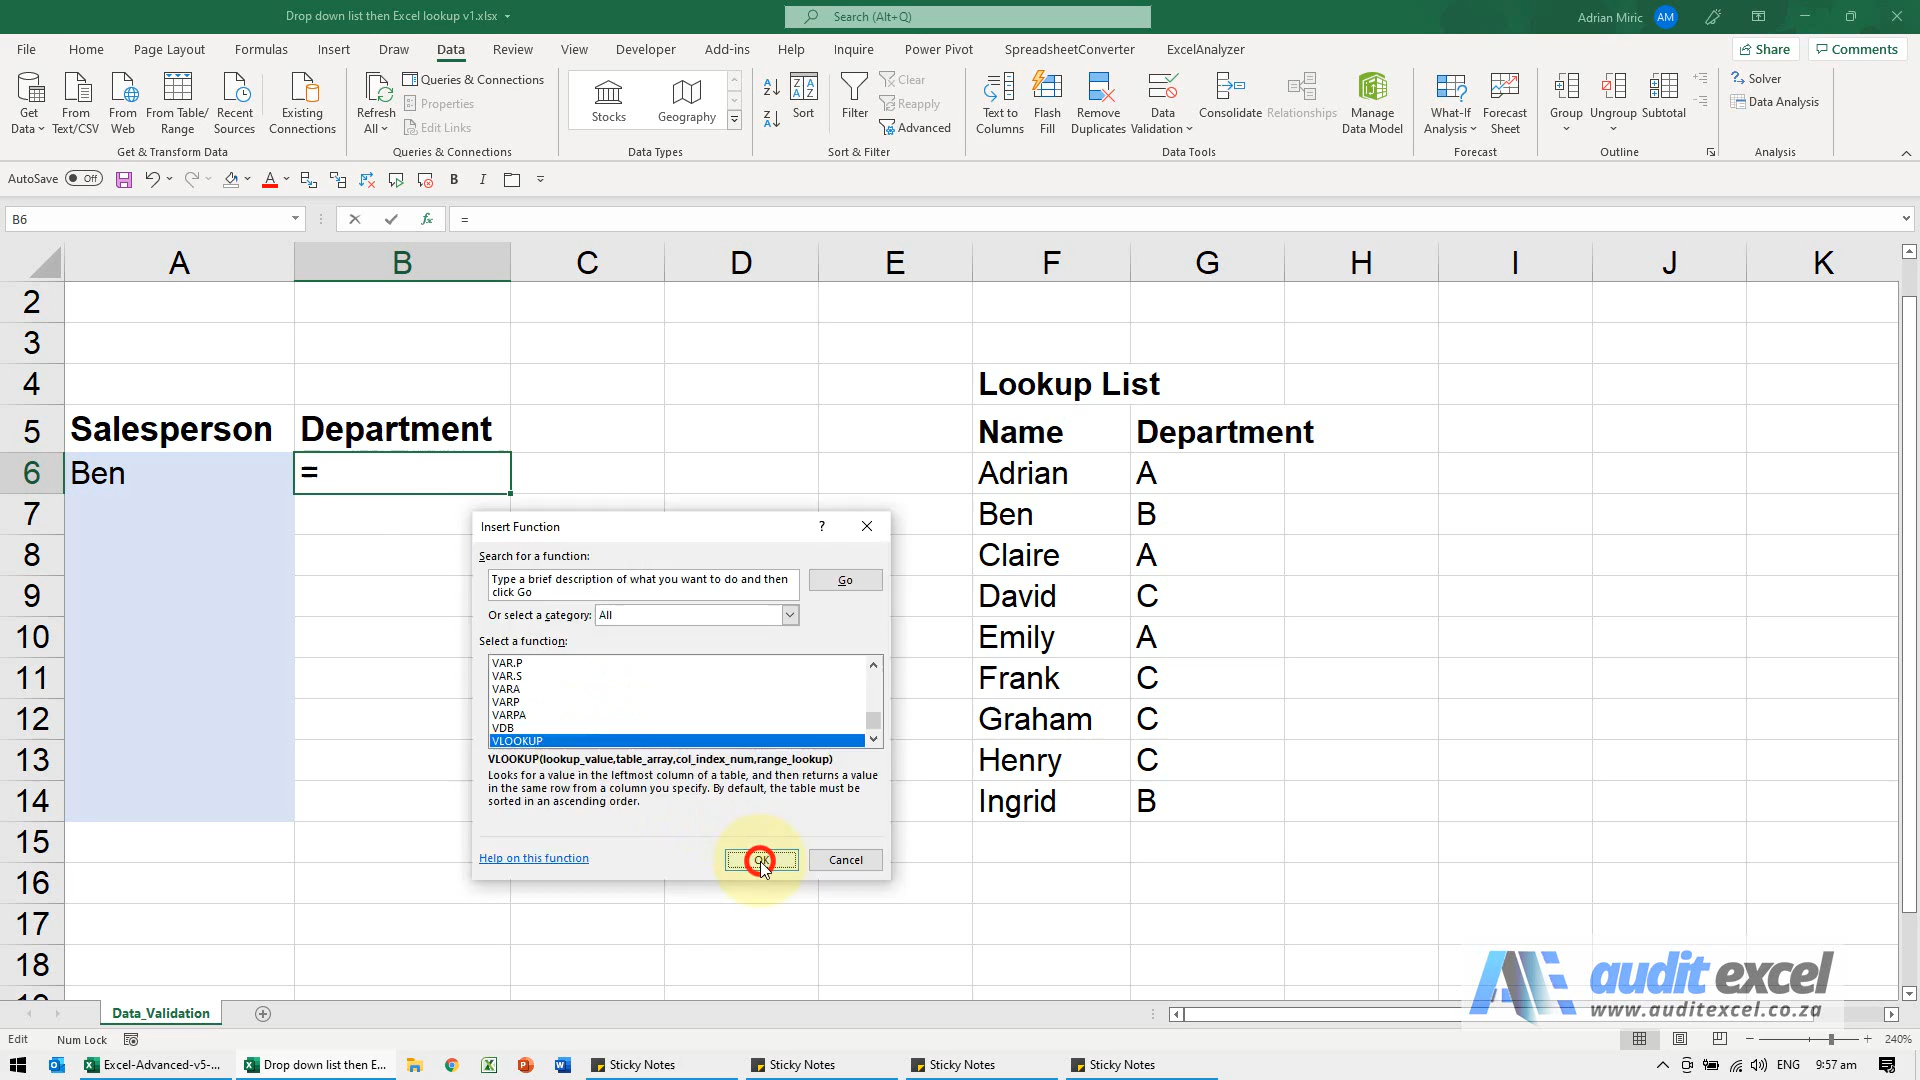 Drop down list then Excel lookup v1.xlsx
Search (Alt+Q)
Adrian Miric AM
File Home Page Layout Formulas Insert Draw Data Review View Developer Add-ins Help Inquire Power Pivot SpreadsheetConverter ExcelAnalyzer Share Comments
Get Data From Text/CSV From Web From Table/ Range Recent Sources Existing Connections
Get & Transform Data
Refresh All Queries & Connections Properties Edit Links
Queries & Connections
Stocks Geography
Data Types
Sort Filter Clear Reapply Advanced
Sort & Filter
Text to Columns Flash Fill Remove Duplicates Data Validation Consolidate Relationships Manage Data Model
Data Tools
What-If Analysis Forecast Sheet
Forecast
Group Ungroup Subtotal
Outline
Solver Data Analysis
Analysis
AutoSave Off B I
B6 fx =
A B C D E F G H I J K
2
3
4 Lookup List
5 Salesperson Department Name Department
6 Ben = Adrian A
7 Ben B
8 Claire A
9 David C
10 Emily A
11 Frank C
12 Graham C
13 Henry C
14 Ingrid B
15
16
17
18
Insert Function ?
Search for a function:
Type a brief description of what you want to do and then
click Go
Go
Or select a category: All
Select a function:
VAR.P
VAR.S
VARA
VARP
VARPA
VDB
VLOOKUP
VLOOKUP(lookup_value,table_array,col_index_num,range_lookup)
Looks for a value in the leftmost column of a table, and then returns a value
in the same row from a column you specify. By default, the table must be
sorted in an ascending order.
Help on this function OK Cancel
audit excel
www.auditexcel.co.za
Data_Validation
Edit Num Lock 240%
Excel-Advanced-v5-... Drop down list then E... Sticky Notes Sticky Notes Sticky Notes Sticky Notes ENG 9:57 am